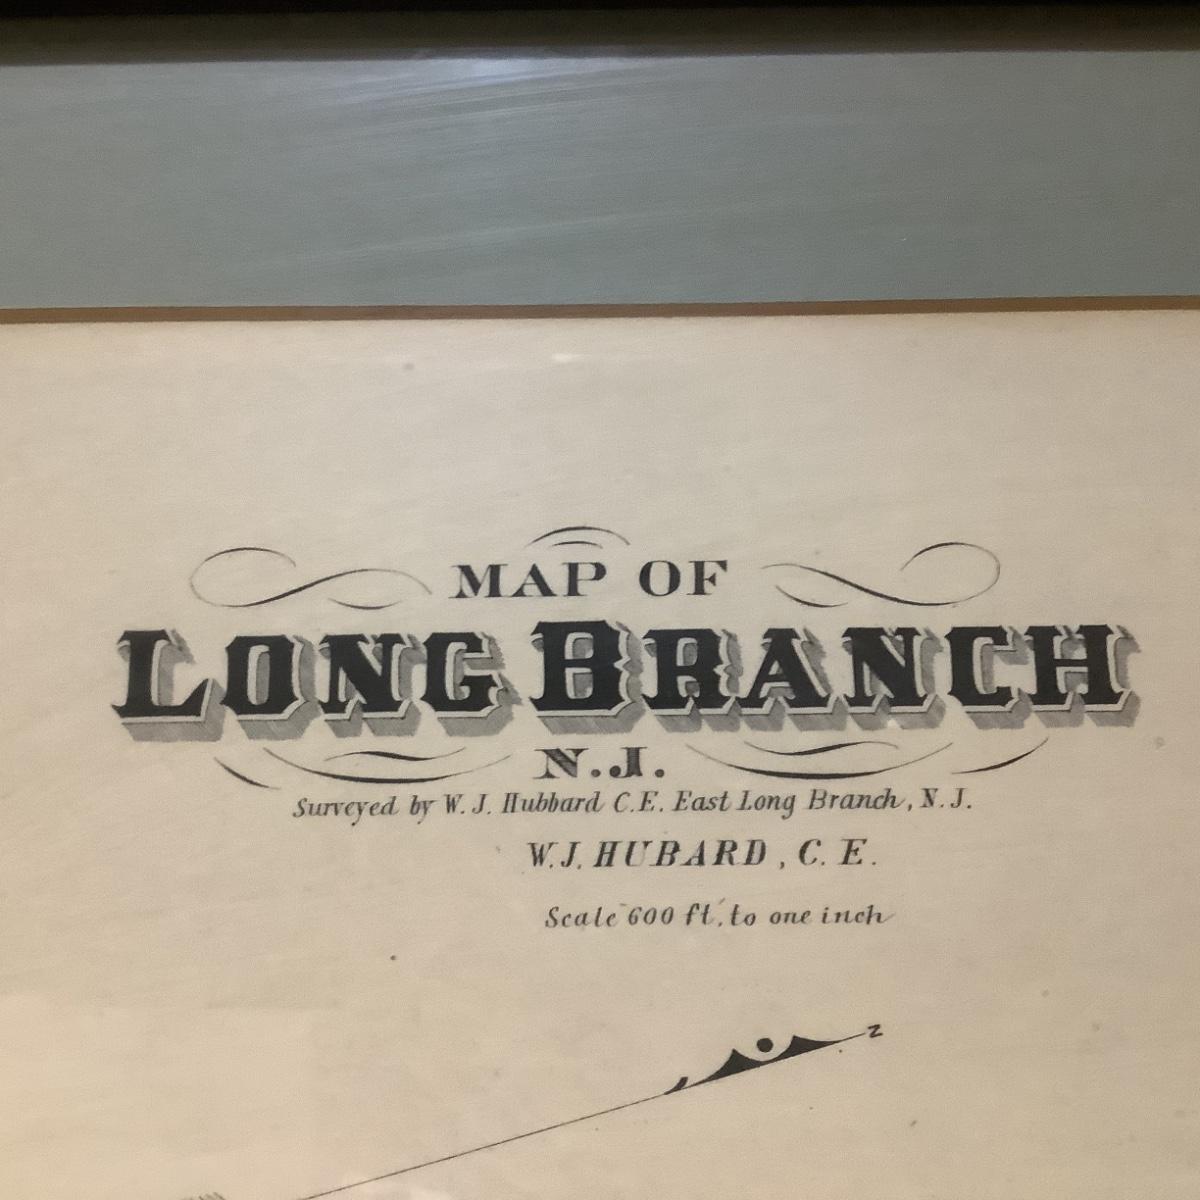 MAP OF
LONG BRANCH
N.J.
Surveyed by W. J. Hubbard C.E. East Long Branch, N.J.
W.J. HUBARD, C. E.
Scale 600 ft. to one inch
N